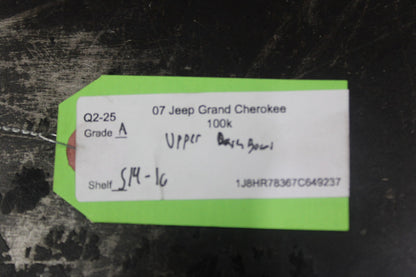 Q2-25 07 Jeep Grand Cherokee
Grade A 100k
Upper
Shelf S14-16
1J8HR78367C649237